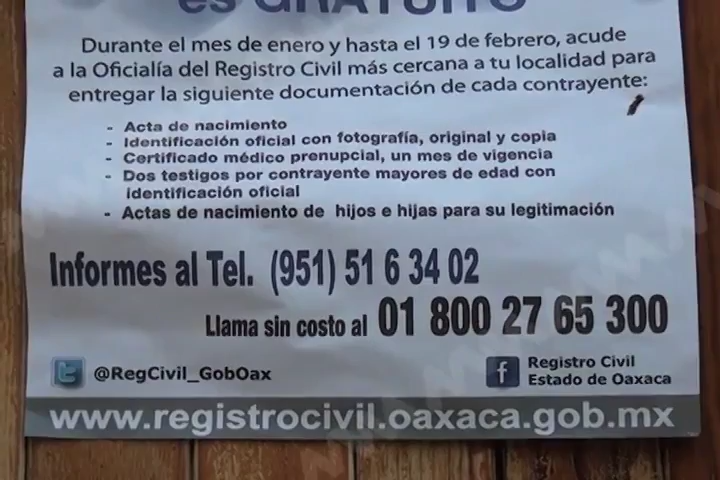 es GRATUITO
Durante el mes de enero y hasta el 19 de febrero, acude
a la Oficialía del Registro Civil más cercana a tu localidad para
entregar la siguiente documentación de cada contrayente:
- Acta de nacimiento
- Identificación oficial con fotografía, original y copia
- Certificado médico prenupcial, un mes de vigencia
- Dos testigos por contrayente mayores de edad con
identificación oficial
- Actas de nacimiento de hijos e hijas para su legitimación
Informes al Tel. (951) 51 6 34 02
Llama sin costo al 01 800 27 65 300
@RegCivil_GobOax
Registro Civil
Estado de Oaxaca
www.registrocivil.oaxaca.gob.mx